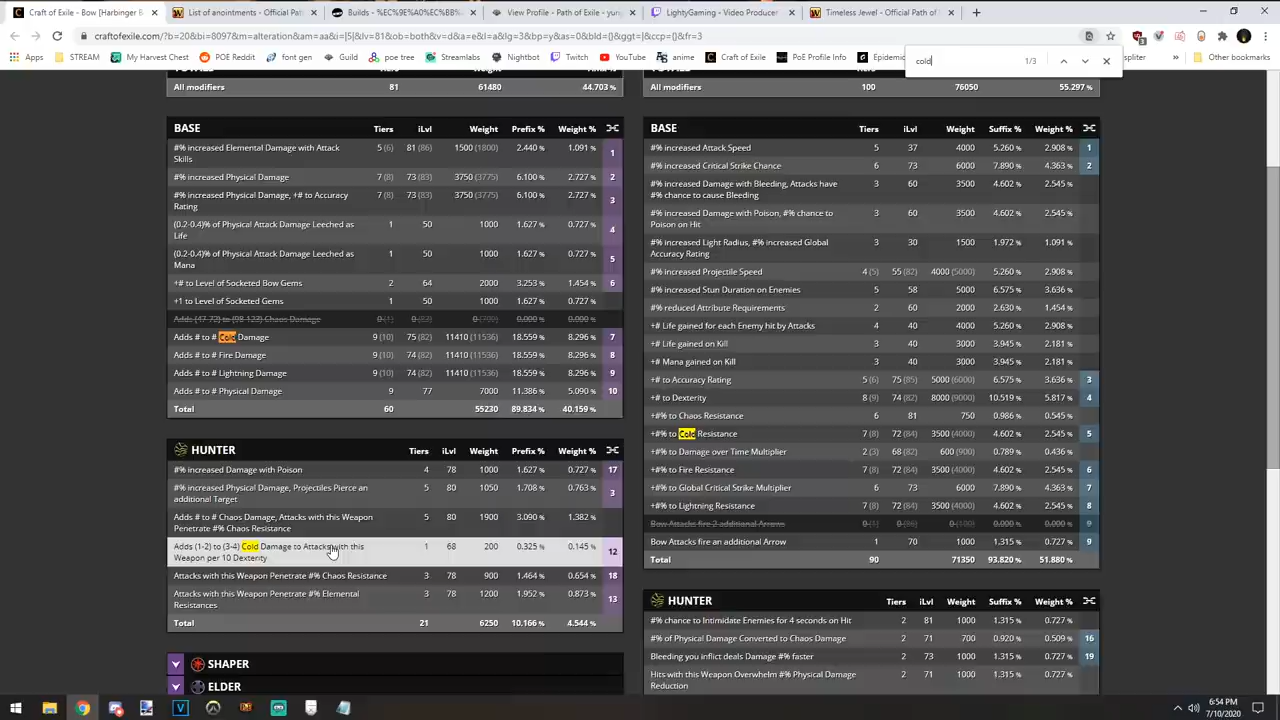 Craft of Exile - Bow [Harbinger B
List of anointments - Official Pat
Builds - %EC%9E%A0%EC%BB%
View Profile - Path of Exile - yun
LightyGaming - Video Producer
Timeless Jewel - Official Path of E
craftofexile.com/?b=20&bi=8097&m=alteration&am=aa&i=|5|&lv=81&ob=both&v=d&a=e&l=a&lg=3&bp=y&as=0&bld={}&ggt=|&ccp={}&fr=3
cold 1/3
Apps STREAM My Harvest Chest POE Reddit font gen Guildy poe tree Streamlabs Nightbot Twitch YouTube anime Craft of Exile PoE Profile Info Epidemi splitter Other bookmarks
All modifiers 81 61480 44.703 %
All modifiers 100 76050 55.297 %
BASE Tiers iLvl Weight Prefix % Weight %
#% increased Elemental Damage with Attack 5 (6) 81 (86) 1500 (1800) 2.440 % 1.091 % 1
Skills
#% increased Physical Damage 7 (8) 73 (83) 3750 (3775) 6.100 % 2.727 % 2
#% increased Physical Damage, +# to Accuracy 7 (8) 73 (83) 3750 (3775) 6.100 % 2.727 % 3
Rating
(0.2-0.4)% of Physical Attack Damage Leeched as 1 50 1000 1.627 % 0.727 % 4
Life
(0.2-0.4)% of Physical Attack Damage Leeched as 1 50 1000 1.627 % 0.727 % 5
Mana
+# to Level of Socketed Bow Gems 2 64 2000 3.253 % 1.454 % 6
+1 to Level of Socketed Gems 1 50 1000 1.627 % 0.727 %
Adds (47-72) to (98-123) Chaos Damage 0 (1) 0 (83) 0 (700) 0.000 % 0.000 %
Adds # to # Cold Damage 9 (10) 75 (82) 11410 (11536) 18.559 % 8.296 % 7
Adds # to # Fire Damage 9 (10) 74 (82) 11410 (11536) 18.559 % 8.296 % 8
Adds # to # Lightning Damage 9 (10) 74 (82) 11410 (11536) 18.559 % 8.296 % 9
Adds # to # Physical Damage 9 77 7000 11.386 % 5.090 % 10
Total 60 55230 89.834 % 40.159 %
HUNTER Tiers iLvl Weight Prefix % Weight %
#% increased Damage with Poison 4 78 1000 1.627 % 0.727 % 17
#% increased Physical Damage, Projectiles Pierce an 5 80 1050 1.708 % 0.763 % 3
additional Target
Adds # to # Chaos Damage, Attacks with this Weapon 5 80 1900 3.090 % 1.382 %
Penetrate #% Chaos Resistance
Adds (1-2) to (3-4) Cold Damage to Attacks with this 1 68 200 0.325 % 0.145 % 12
Weapon per 10 Dexterity
Attacks with this Weapon Penetrate #% Chaos Resistance 3 78 900 1.464 % 0.654 % 18
Attacks with this Weapon Penetrate #% Elemental 3 78 1200 1.952 % 0.873 % 13
Resistances
Total 21 6250 10.166 % 4.544 %
SHAPER
ELDER
BASE Tiers iLvl Weight Suffix % Weight %
#% increased Attack Speed 5 37 4000 5.260 % 2.908 % 1
#% increased Critical Strike Chance 6 73 6000 7.890 % 4.363 % 2
#% increased Damage with Bleeding, Attacks have 3 60 3500 4.602 % 2.545 %
#% chance to cause Bleeding
#% increased Damage with Poison, #% chance to 3 60 3500 4.602 % 2.545 %
Poison on Hit
#% increased Light Radius, #% increased Global 3 30 1500 1.972 % 1.091 %
Accuracy Rating
#% increased Projectile Speed 4 (5) 55 (82) 4000 (5000) 5.260 % 2.908 %
#% increased Stun Duration on Enemies 5 58 5000 6.575 % 3.636 %
#% reduced Attribute Requirements 2 60 2000 2.630 % 1.454 %
+# Life gained for each Enemy hit by Attacks 4 40 4000 5.260 % 2.908 %
+# Life gained on Kill 3 40 3000 3.945 % 2.181 %
+# Mana gained on Kill 3 40 3000 3.945 % 2.181 %
+# to Accuracy Rating 5 (6) 75 (85) 5000 (6000) 6.575 % 3.636 % 3
+# to Dexterity 8 (9) 74 (82) 8000 (9000) 10.519 % 5.817 % 4
+#% to Chaos Resistance 6 81 750 0.986 % 0.545 %
+#% to Cold Resistance 7 (8) 72 (84) 3500 (4000) 4.602 % 2.545 % 5
+#% to Damage over Time Multiplier 2 (3) 68 (82) 600 (900) 0.789 % 0.436 %
+#% to Fire Resistance 7 (8) 72 (84) 3500 (4000) 4.602 % 2.545 % 6
+#% to Global Critical Strike Multiplier 6 73 6000 7.890 % 4.363 % 7
+#% to Lightning Resistance 7 (8) 72 (84) 3500 (4000) 4.602 % 2.545 % 8
Bow Attacks fire 2 additional Arrows 0 (1) 0 (86) 0 (100) 0.000 % 0.000 % 9
Bow Attacks fire an additional Arrow 1 70 1000 1.315 % 0.727 % 9
Total 90 71350 93.820 % 51.880 %
HUNTER Tiers iLvl Weight Suffix % Weight %
#% chance to Intimidate Enemies for 4 seconds on Hit 2 81 1000 1.315 % 0.727 %
#% of Physical Damage Converted to Chaos Damage 2 71 700 0.920 % 0.509 % 16
Bleeding you inflict deals Damage #% faster 2 73 1000 1.315 % 0.727 % 19
Hits with this Weapon Overwhelm #% Physical Damage 2 71 1000 1.315 % 0.727 %
Reduction
6:54 PM
7/10/2020